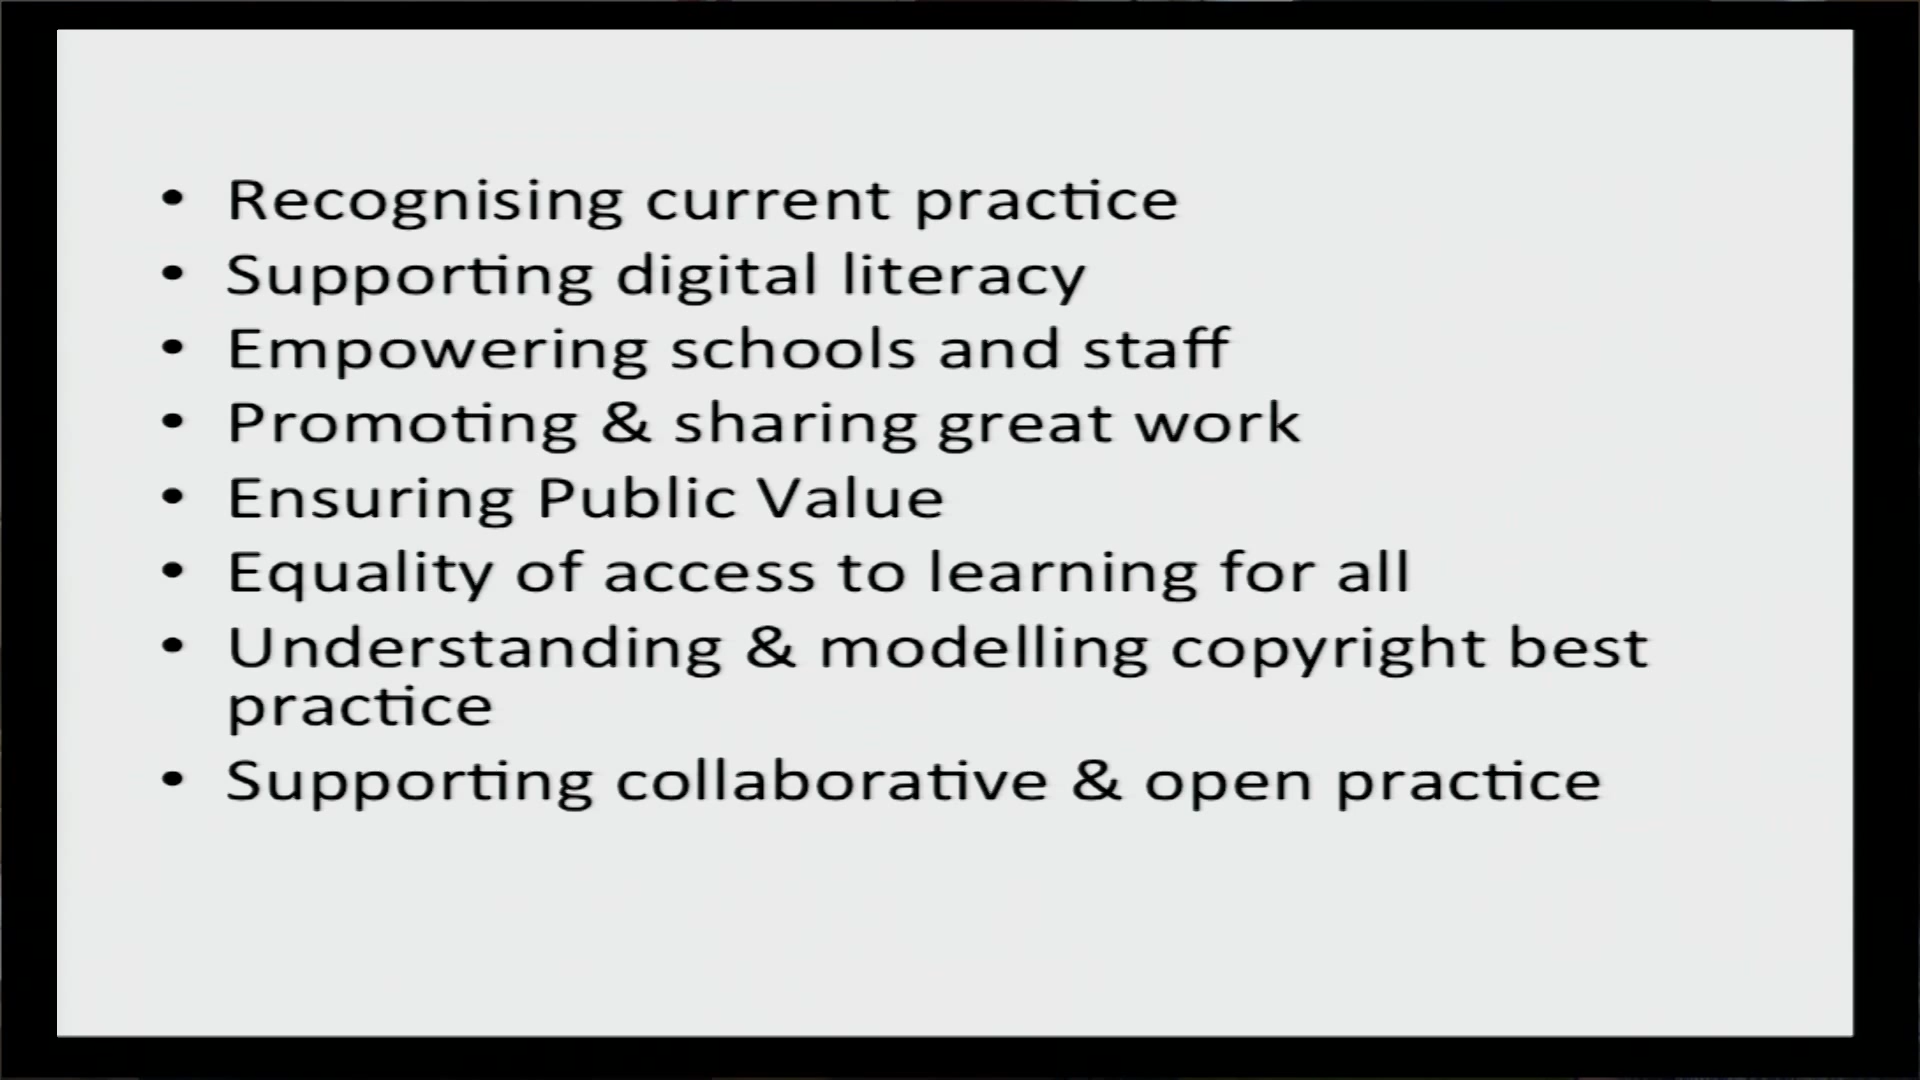 • Recognising current practice
• Supporting digital literacy
• Empowering schools and staff
• Promoting & sharing great work
• Ensuring Public Value
• Equality of access to learning for all
• Understanding & modelling copyright best
practice
• Supporting collaborative & open practice